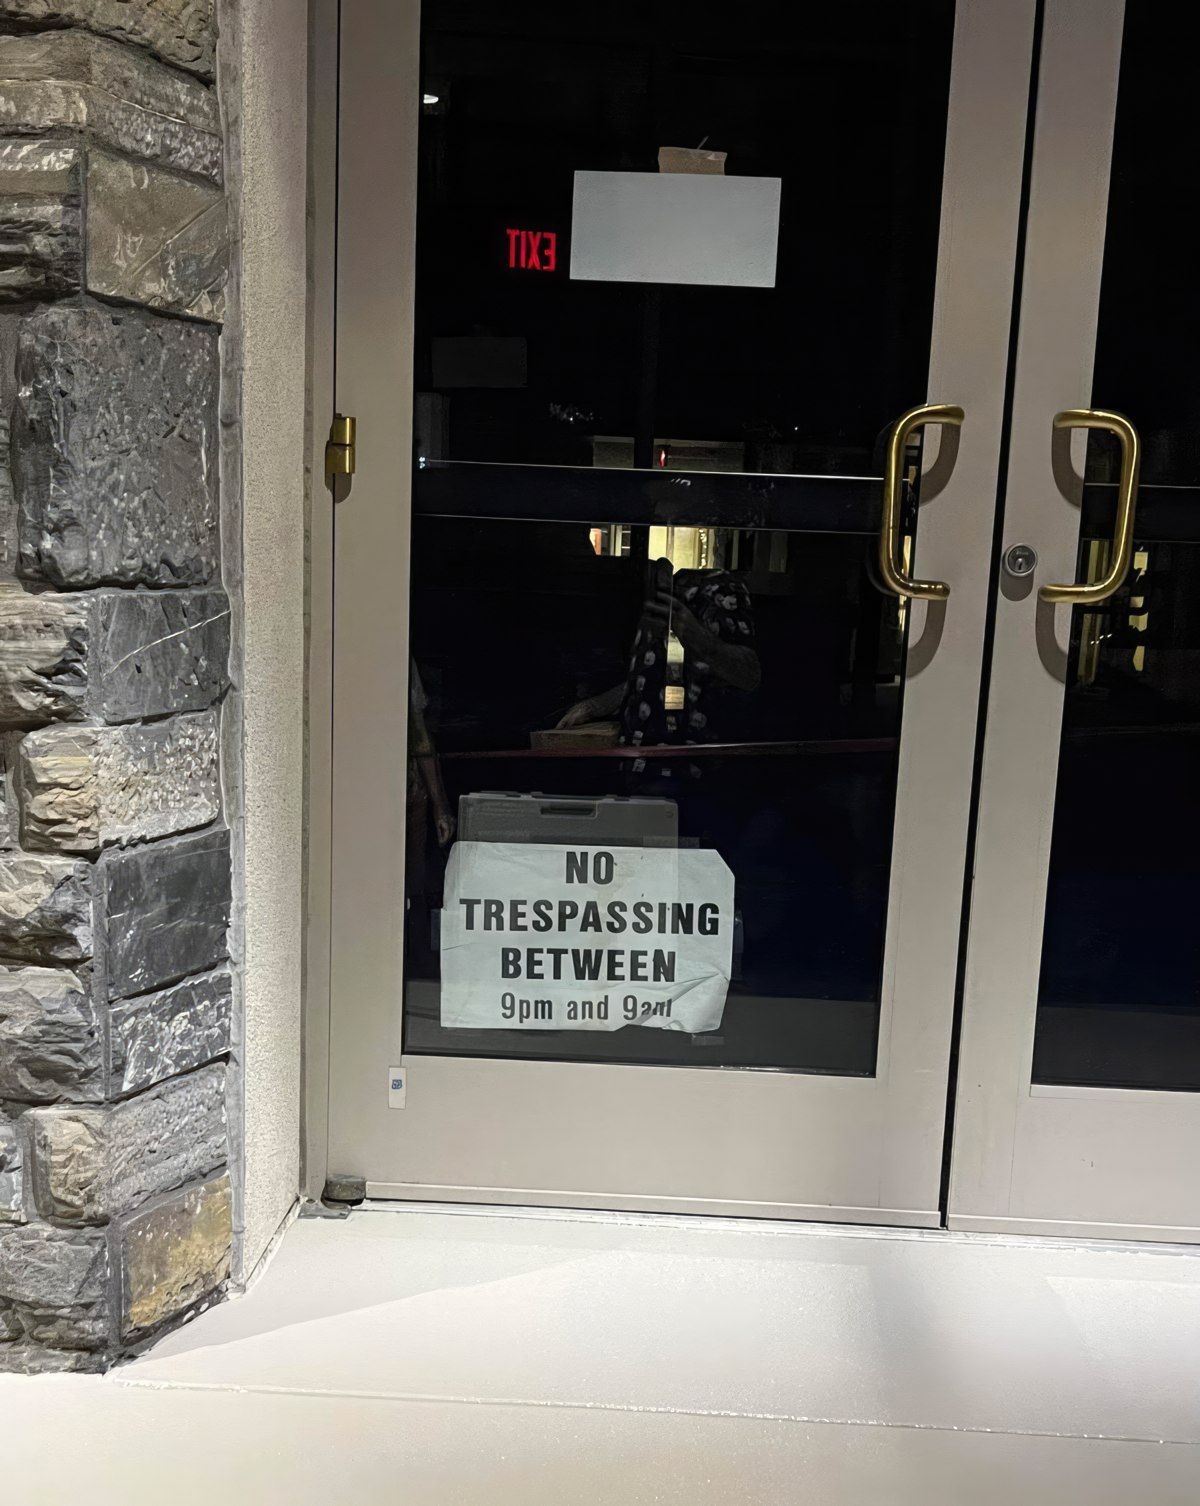 EXIT
NO
TRESPASSING
BETWEEN
9pm and 9am